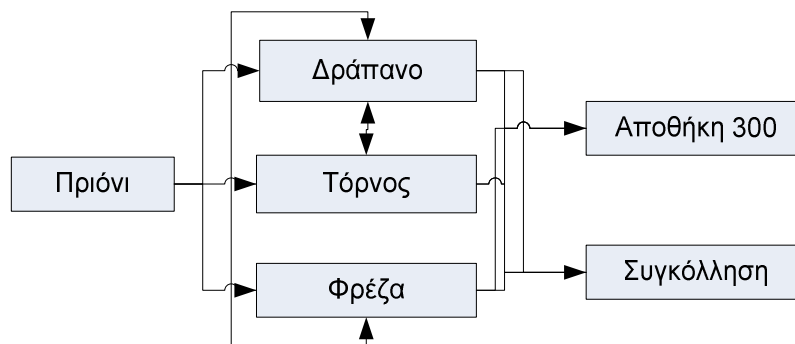 Δράπανο
Αποθήκη 300
Πριόνι
Τόρνος
Συγκόλληση
Φρέζα